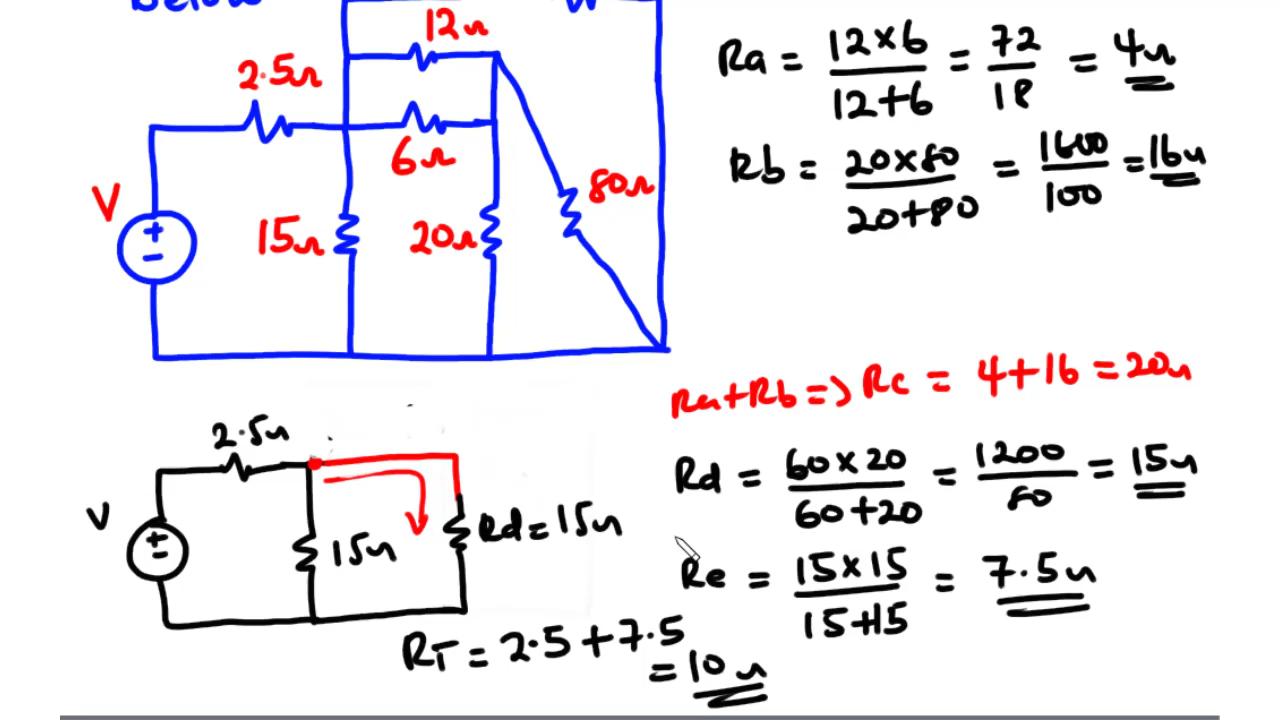 Below
12Ω
2.5Ω
6Ω
V
80Ω
15Ω
20Ω
+
-
Ra = 12×6 / 12+6 = 72 / 18 = 4Ω
Rb = 20×80 / 20+80 = 1600 / 100 = 16Ω
Ra+Rb => Rc = 4+16 = 20Ω
Rd = 60×20 / 60+20 = 1200 / 80 = 15Ω
Re = 15×15 / 15+15 = 7.5Ω
2.5Ω
V
+
-
15Ω
Rd = 15Ω
RT = 2.5 + 7.5
= 10Ω